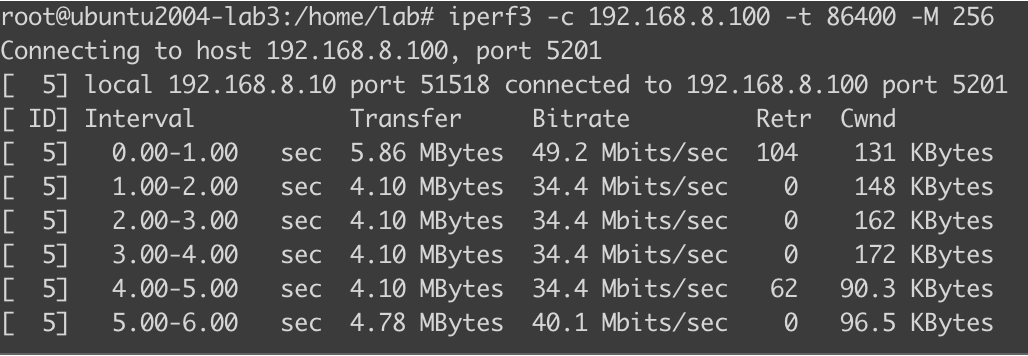 root@ubuntu2004-lab3:/home/lab# iperf3 -c 192.168.8.100 -t 86400 -M 256
Connecting to host 192.168.8.100, port 5201
[  5] local 192.168.8.10 port 51518 connected to 192.168.8.100 port 5201
[ ID] Interval           Transfer     Bitrate         Retr  Cwnd
[  5]   0.00-1.00   sec  5.86 MBytes  49.2 Mbits/sec  104    131 KBytes
[  5]   1.00-2.00   sec  4.10 MBytes  34.4 Mbits/sec    0    148 KBytes
[  5]   2.00-3.00   sec  4.10 MBytes  34.4 Mbits/sec    0    162 KBytes
[  5]   3.00-4.00   sec  4.10 MBytes  34.4 Mbits/sec    0    172 KBytes
[  5]   4.00-5.00   sec  4.10 MBytes  34.4 Mbits/sec   62   90.3 KBytes
[  5]   5.00-6.00   sec  4.78 MBytes  40.1 Mbits/sec    0   96.5 KBytes